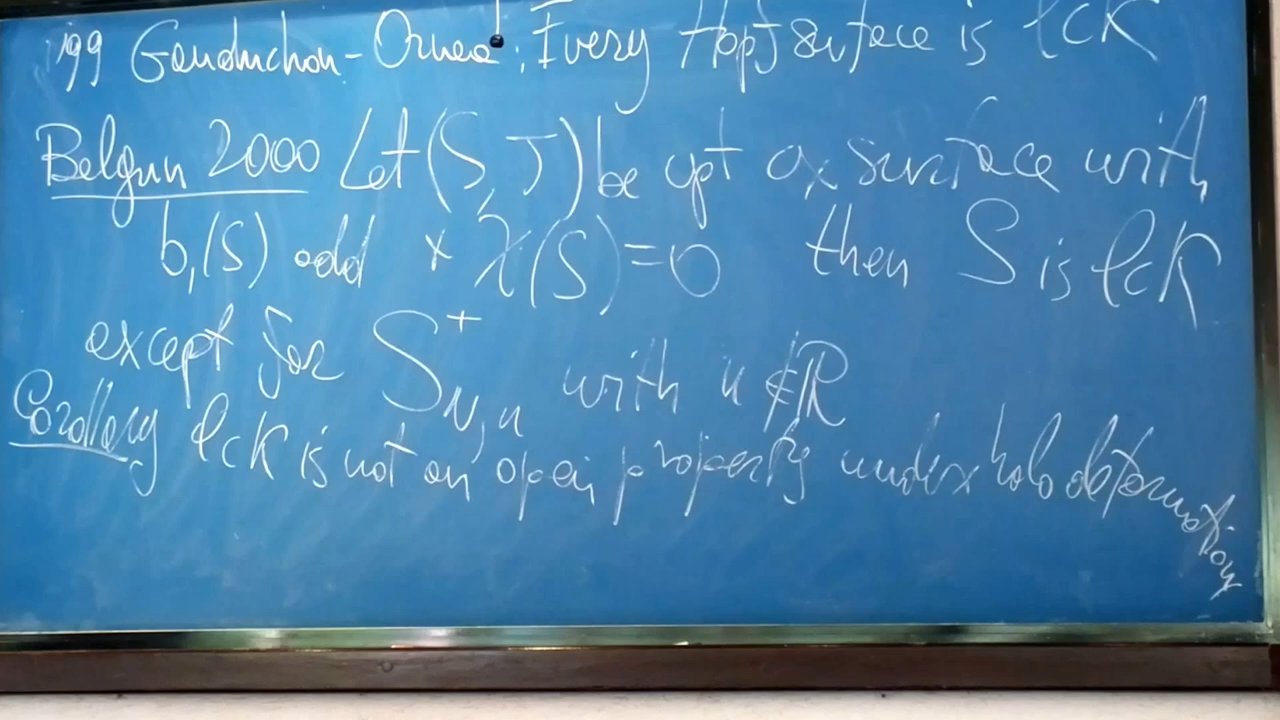 '99 Gauduchon-Ornea: Every Hopf surface is lcK
Belgun 2000 Let (S, J) be cpt cx surface with
b₁(S) odd + χ(S)=0 then S is lcK
except for S⁺_{N,u} with u ∉ ℝ
Corollary lcK is not an open property under holo deformation